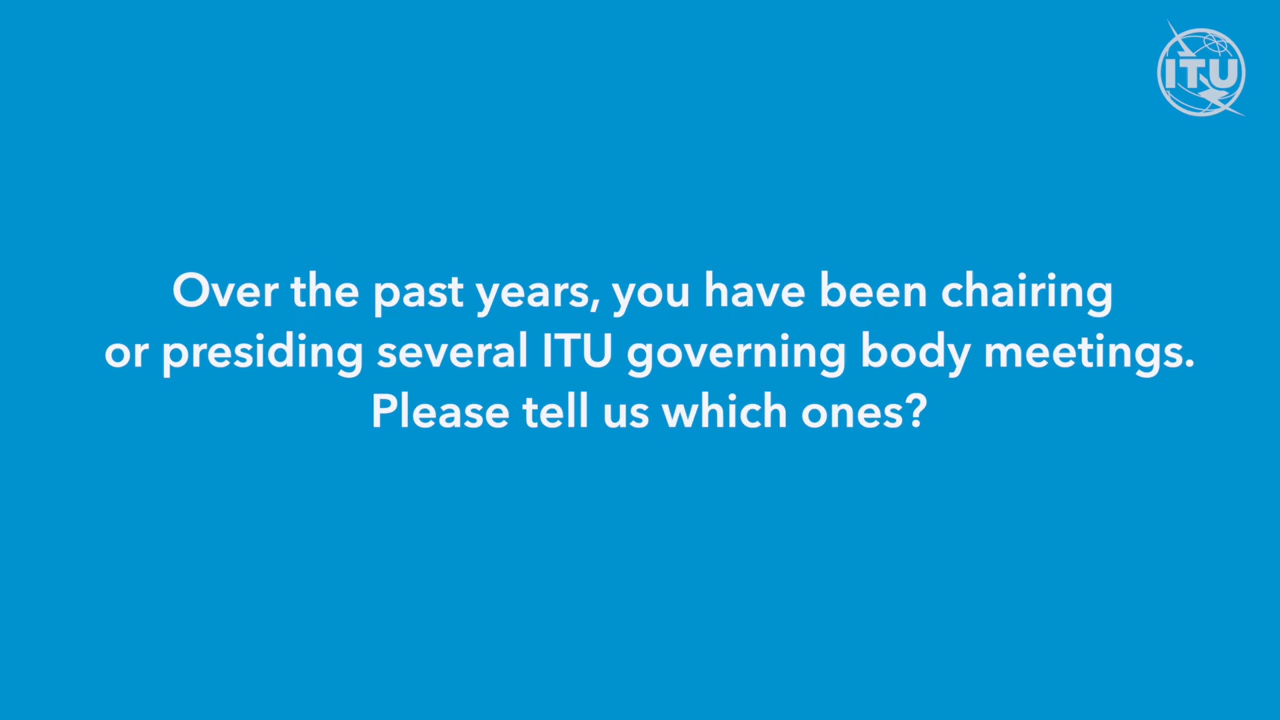 ITU
Over the past years, you have been chairing
or presiding several ITU governing body meetings.
Please tell us which ones?